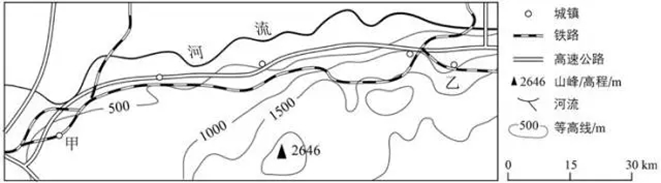 河 流
500
1000
1500
甲
乙
2646
城镇
铁路
高速公路
2646 山峰/高程/m
河流
500 等高线/m
0 15 30 km